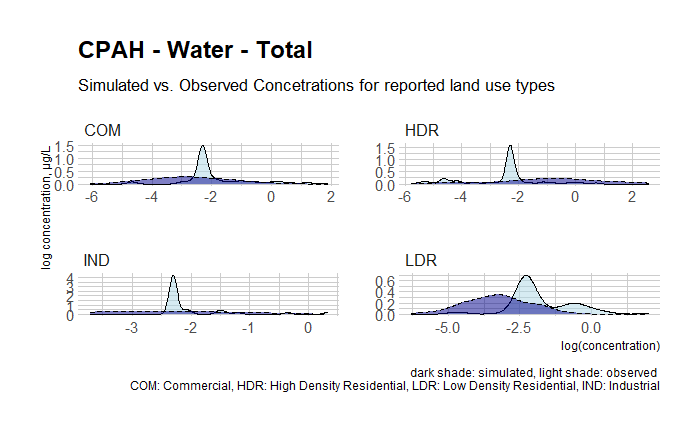 CPAH - Water - Total
Simulated vs. Observed Concetrations for reported land use types
COM
HDR
log concentration, µg/L
1.5
1.0
0.5
0.0
-6 -4 -2 0 2
1.5
1.0
0.5
0.0
-6 -4 -2 0 2
IND
LDR
4
3
2
1
0
-3 -2 -1 0
0.6
0.4
0.2
0.0
-5.0 -2.5 0.0
log(concentration)
dark shade: simulated, light shade: observed
COM: Commercial, HDR: High Density Residential, LDR: Low Density Residential, IND: Industrial